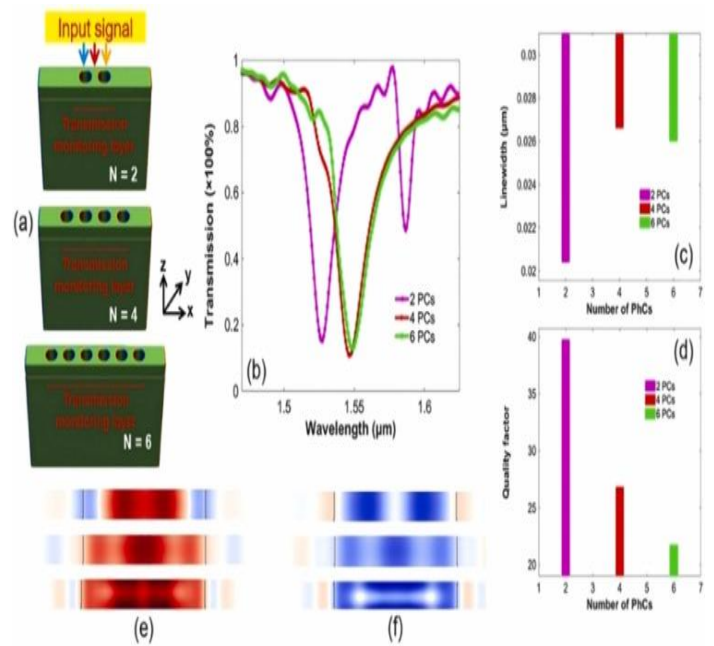 Input signal
Transmission
monitoring layer
N = 2
(a)
Transmission
monitoring layer
N = 4
z
y
x
Transmission
monitoring layer
N = 6
1
0.8
0.6
0.4
0.2
0
Transmission (×100%)
2 PCs
4 PCs
6 PCs
(b)
1.5
1.55
1.6
Wavelength (µm)
0.03
0.028
0.026
0.024
0.022
0.02
Linewidth (µm)
2 PCs
4 PCs
6 PCs
(c)
1 2 3 4 5 6 7
Number of PhCs
(d)
40
35
30
25
20
Quality factor
2 PCs
4 PCs
6 PCs
1 2 3 4 5 6 7
Number of PhCs
(e)
(f)